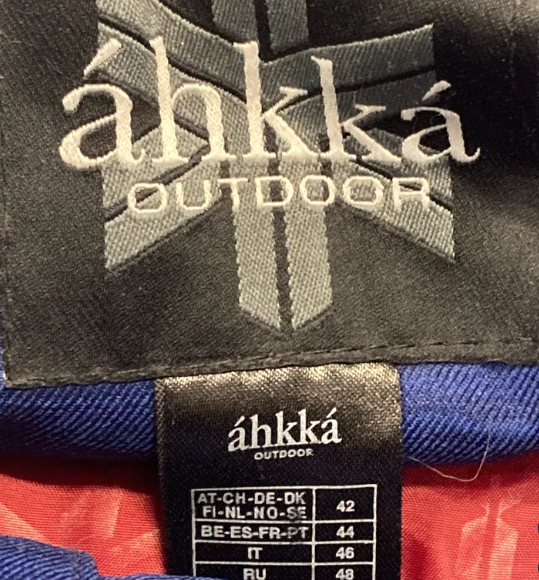 áhkká
OUTDOOR
áhkká
OUTDOOR
AT-CH-DE-DK
FI-NL-NO-SE 42
BE-ES-FR-PT 44
IT 46
RU 48